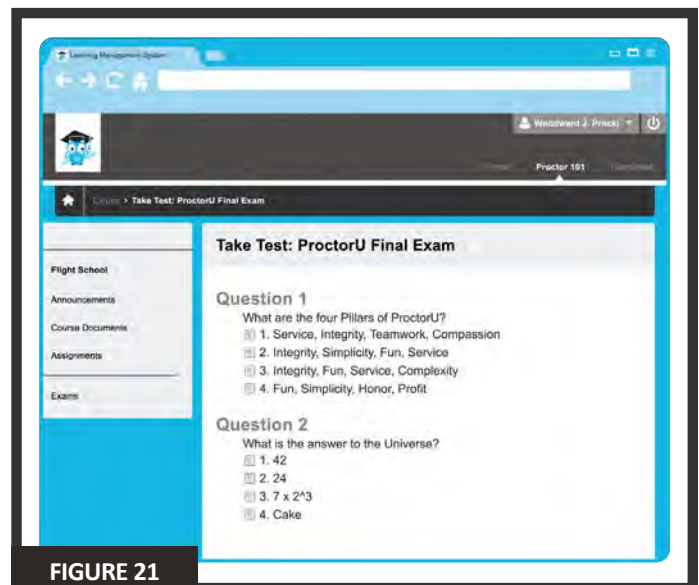 Learning Management System
Woodward J. Procki
Proctor 101
> Take Test: ProctorU Final Exam
Flight School
Announcements
Course Documents
Assignments
Exams
Take Test: ProctorU Final Exam
Question 1
What are the four Pillars of ProctorU?
1. Service, Integrity, Teamwork, Compassion
2. Integrity, Simplicity, Fun, Service
3. Integrity, Fun, Service, Complexity
4. Fun, Simplicity, Honor, Profit
Question 2
What is the answer to the Universe?
1. 42
2. 24
3. 7 x 2^3
4. Cake
FIGURE 21